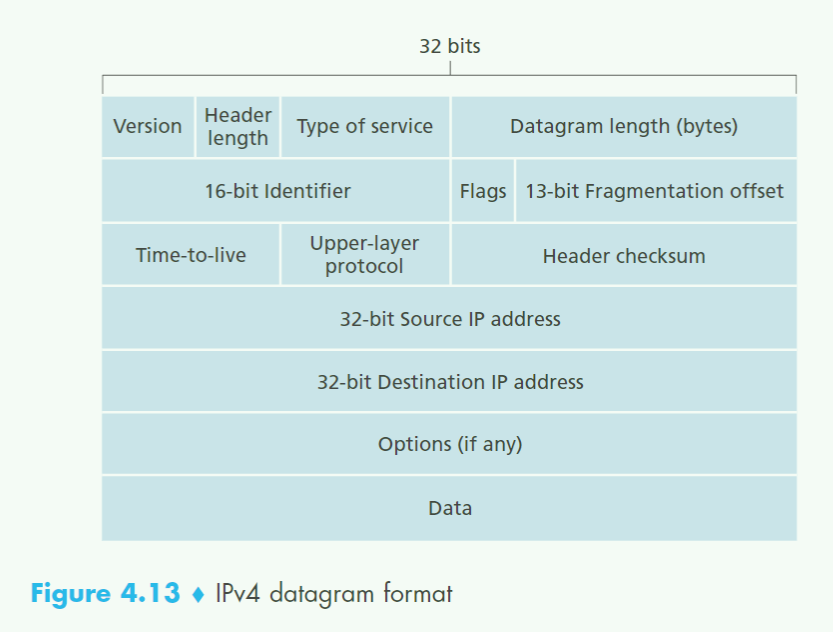 32 bits
Version
Header
length
Type of service
Datagram length (bytes)
16-bit Identifier
Flags
13-bit Fragmentation offset
Time-to-live
Upper-layer
protocol
Header checksum
32-bit Source IP address
32-bit Destination IP address
Options (if any)
Data
Figure 4.13 ♦ IPv4 datagram format